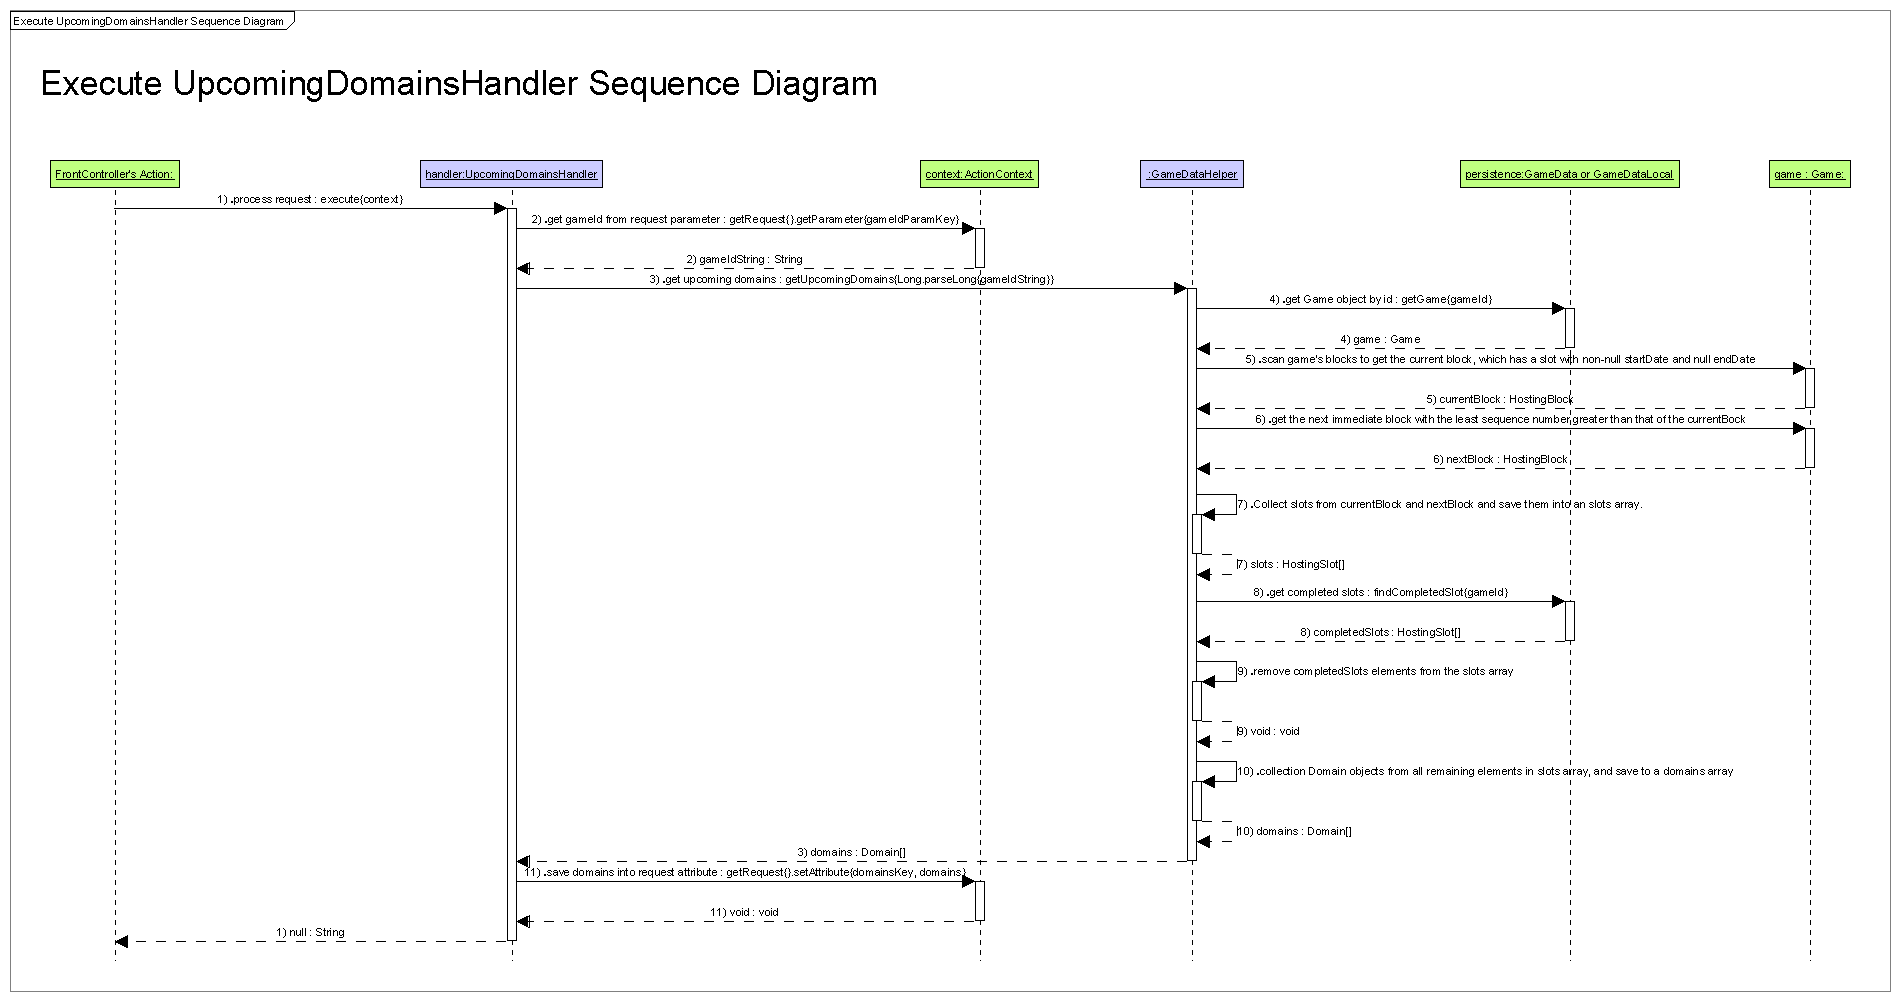 Execute UpcomingDomainsHandler Sequence Diagram
Execute UpcomingDomainsHandler Sequence Diagram
FrontController's Action:
handler:UpcomingDomainsHandler
context:ActionContext
:GameDataHelper
persistence:GameData or GameDataLocal
game : Game:
1) .process request : execute{context}
2) .get gameId from request parameter : getRequest{}.getParameter{gameIdParamKey}
2) gameIdString : String
3) .get upcoming domains : getUpcomingDomains{Long.parseLong{gameIdString}}
4) .get Game object by id : getGame{gameId}
4) game : Game
5) .scan game's blocks to get the current block, which has a slot with non-null startDate and null endDate
5) currentBlock : HostingBlock
6) .get the next immediate block with the least sequence number greater than that of the currentBock
6) nextBlock : HostingBlock
7) .Collect slots from currentBlock and nextBlock and save them into an slots array.
7) slots : HostingSlot[]
8) .get completed slots : findCompletedSlot{gameId}
8) completedSlots : HostingSlot[]
9) .remove completedSlots elements from the slots array
9) void : void
10) .collection Domain objects from all remaining elements in slots array, and save to a domains array
10) domains : Domain[]
3) domains : Domain[]
11) .save domains into request attribute : getRequest{}.setAttribute{domainsKey, domains}
11) void : void
1) null : String